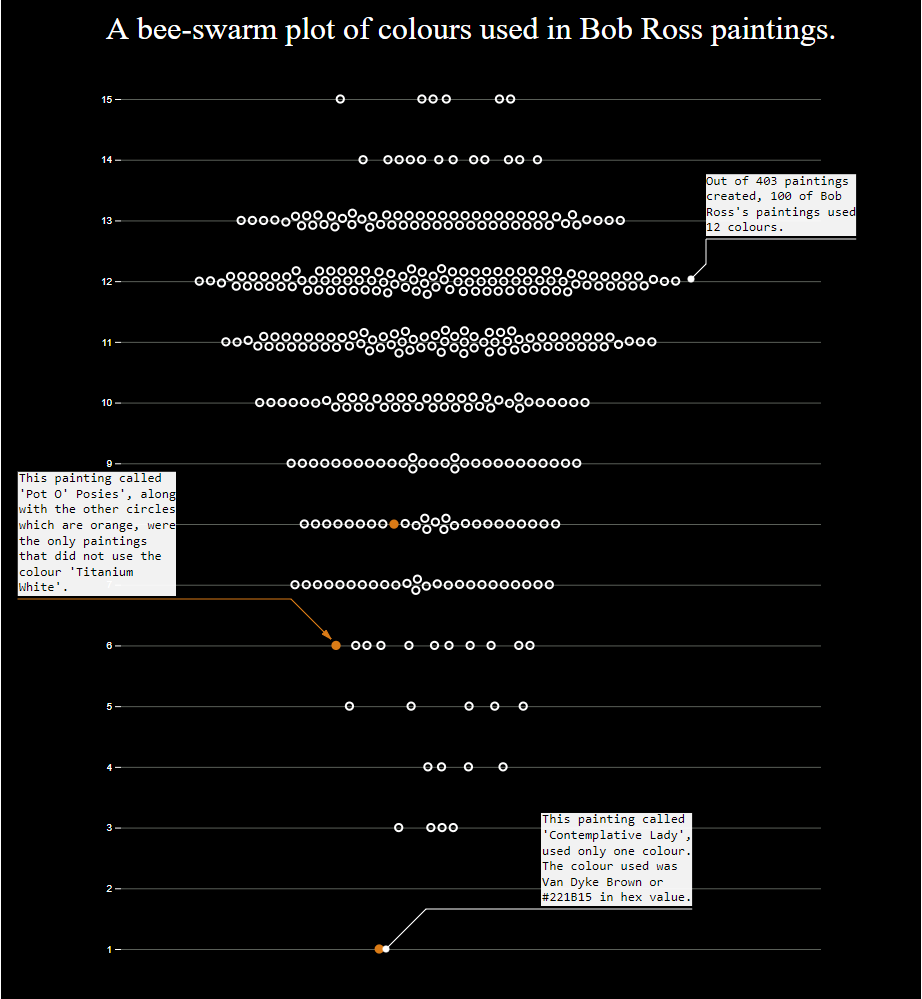 A bee-swarm plot of colours used in Bob Ross paintings.
15
14
Out of 403 paintings
created, 100 of Bob
Ross's paintings used
12 colours.
13
12
11
10
9
This painting called
'Pot O' Posies', along
with the other circles
which are orange, were
the only paintings
that did not use the
colour 'Titanium
White'.
6
5
4
3
This painting called
'Contemplative Lady',
used only one colour.
The colour used was
Van Dyke Brown or
#221B15 in hex value.
2
1